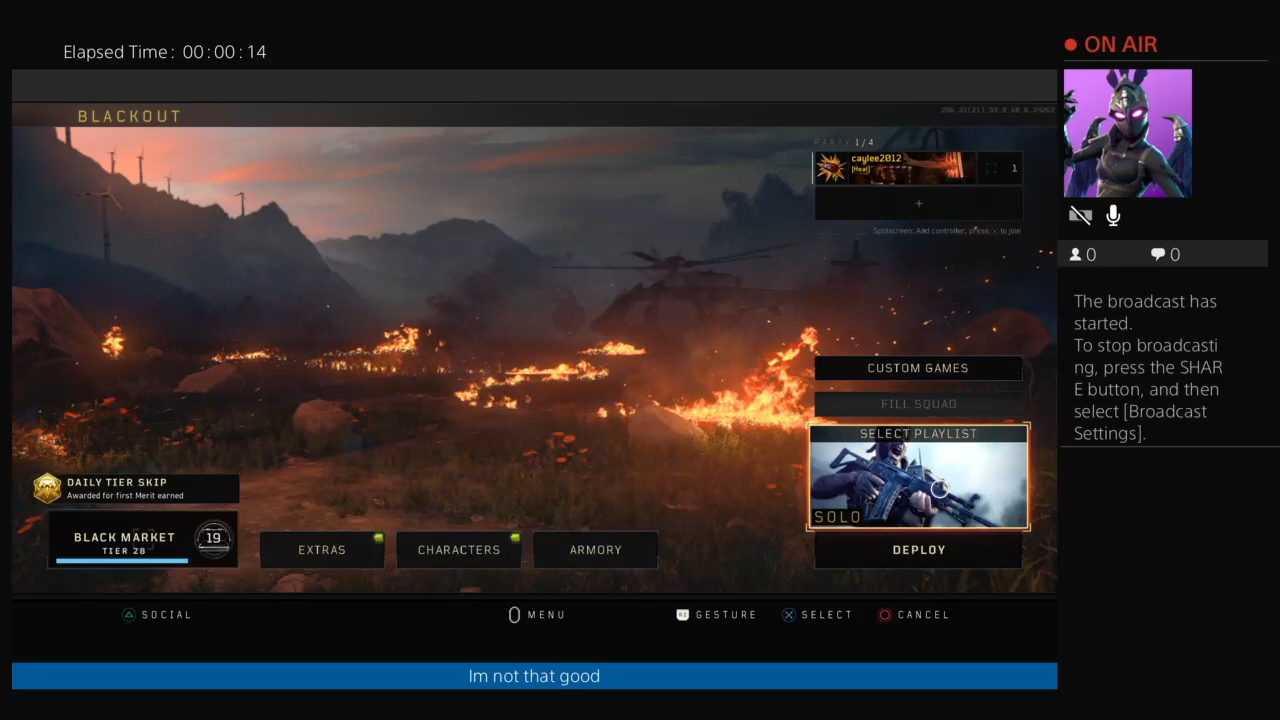 Elapsed Time: 00:00:14
ON AIR
BLACKOUT
PARTY 1/4
caylee2012
[Heal]
1
+
Splitscreen: Add controller, press to join
0 0
The broadcast has
started.
To stop broadcasti
ng, press the SHAR
E button, and then
select [Broadcast
Settings].
CUSTOM GAMES
FILL SQUAD
SELECT PLAYLIST
SOLO
DEPLOY
DAILY TIER SKIP
Awarded for first Merit earned
BLACK MARKET
TIER 28
19
EXTRAS
CHARACTERS
ARMORY
SOCIAL
MENU
R2 GESTURE
SELECT
CANCEL
Im not that good